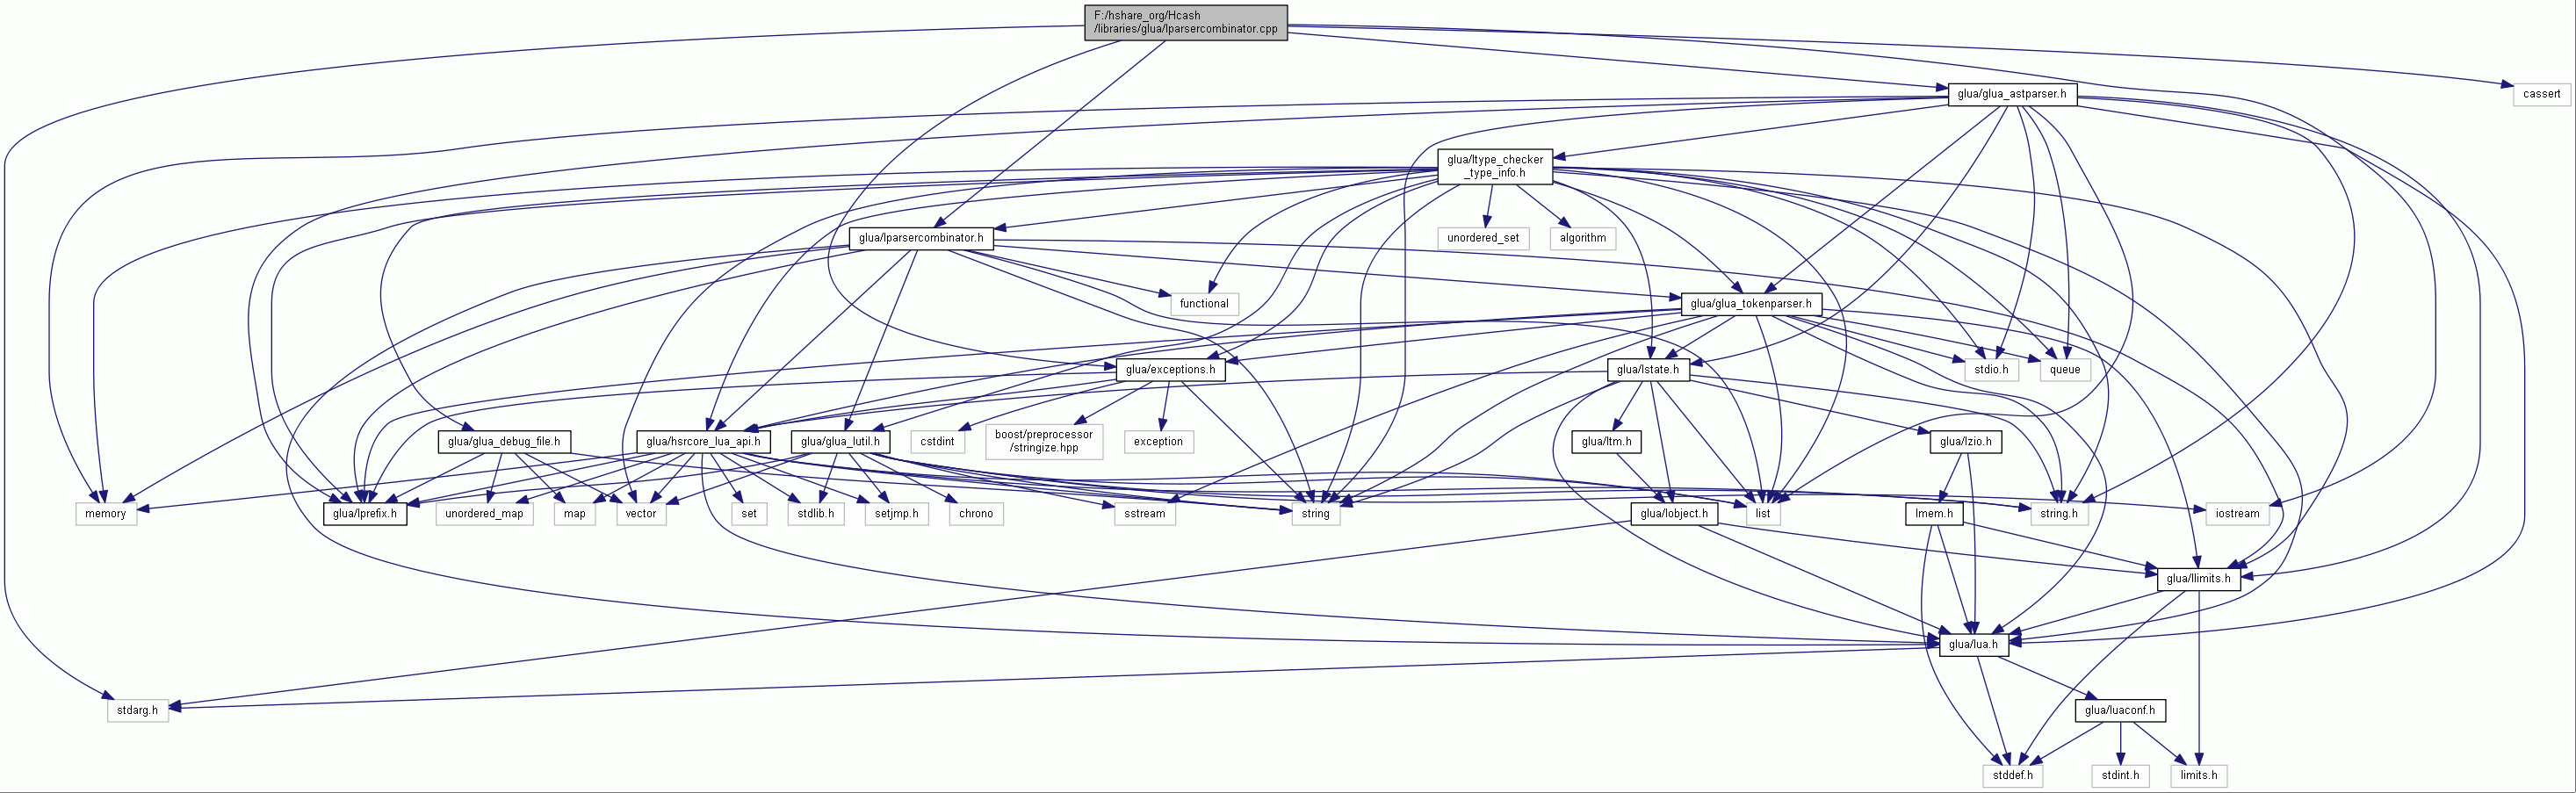 F:/hshare_org/Hcash
/libraries/glua/lparsercombinator.cpp
glua/glua_astparser.h
cassert
glua/ltype_checker
_type_info.h
glua/lparsercombinator.h
unordered_set
algorithm
functional
glua/glua_tokenparser.h
glua/exceptions.h
glua/lstate.h
stdio.h
queue
glua/glua_debug_file.h
glua/hsrcore_lua_api.h
glua/glua_lutil.h
cstdint
boost/preprocessor
/stringize.hpp
exception
glua/ltm.h
glua/lzio.h
memory
glua/lprefix.h
unordered_map
map
vector
set
stdlib.h
setjmp.h
chrono
sstream
string
glua/lobject.h
list
lmem.h
string.h
iostream
glua/llimits.h
glua/lua.h
stdarg.h
glua/luaconf.h
stddef.h
stdint.h
limits.h